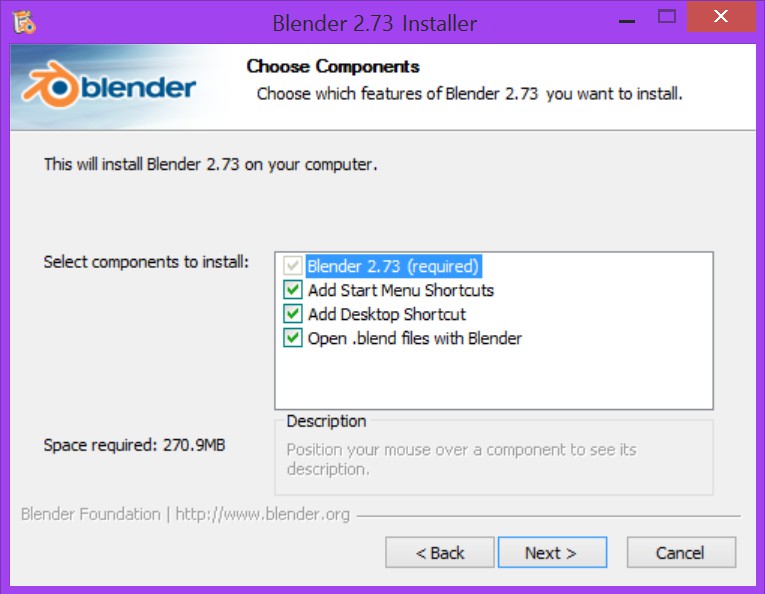 Blender 2.73 Installer
blender
Choose Components
Choose which features of Blender 2.73 you want to install.
This will install Blender 2.73 on your computer.
Select components to install:
Blender 2.73 (required)
Add Start Menu Shortcuts
Add Desktop Shortcut
Open .blend files with Blender
Space required: 270.9MB
Description
Position your mouse over a component to see its
description.
Blender Foundation | http://www.blender.org
< Back
Next >
Cancel